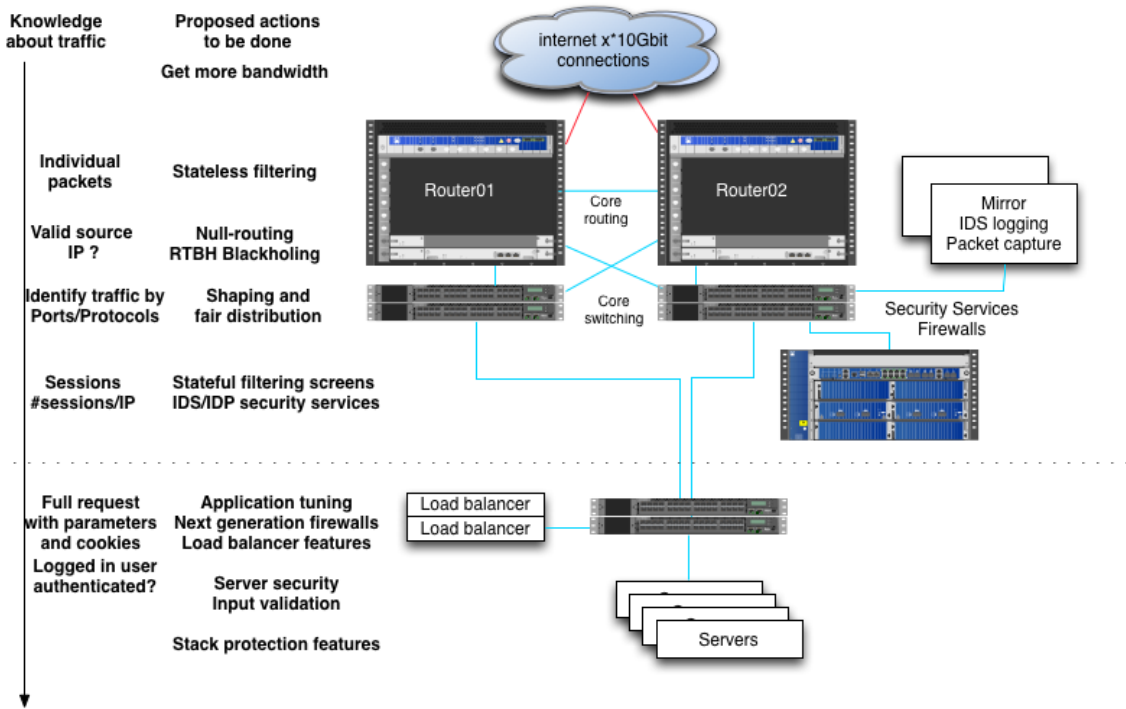 Knowledge
about traffic
Proposed actions
to be done
Get more bandwidth
internet x*10Gbit
connections
Individual
packets
Stateless filtering
Router01
Router02
Core
routing
Mirror
IDS logging
Packet capture
Valid source
IP ?
Null-routing
RTBH Blackholing
Identify traffic by
Ports/Protocols
Shaping and
fair distribution
Core
switching
Security Services
Firewalls
Sessions
#sessions/IP
Stateful filtering screens
IDS/IDP security services
Full request
with parameters
and cookies
Logged in user
authenticated?
Application tuning
Next generation firewalls
Load balancer features
Load balancer
Load balancer
Server security
Input validation
Stack protection features
Servers